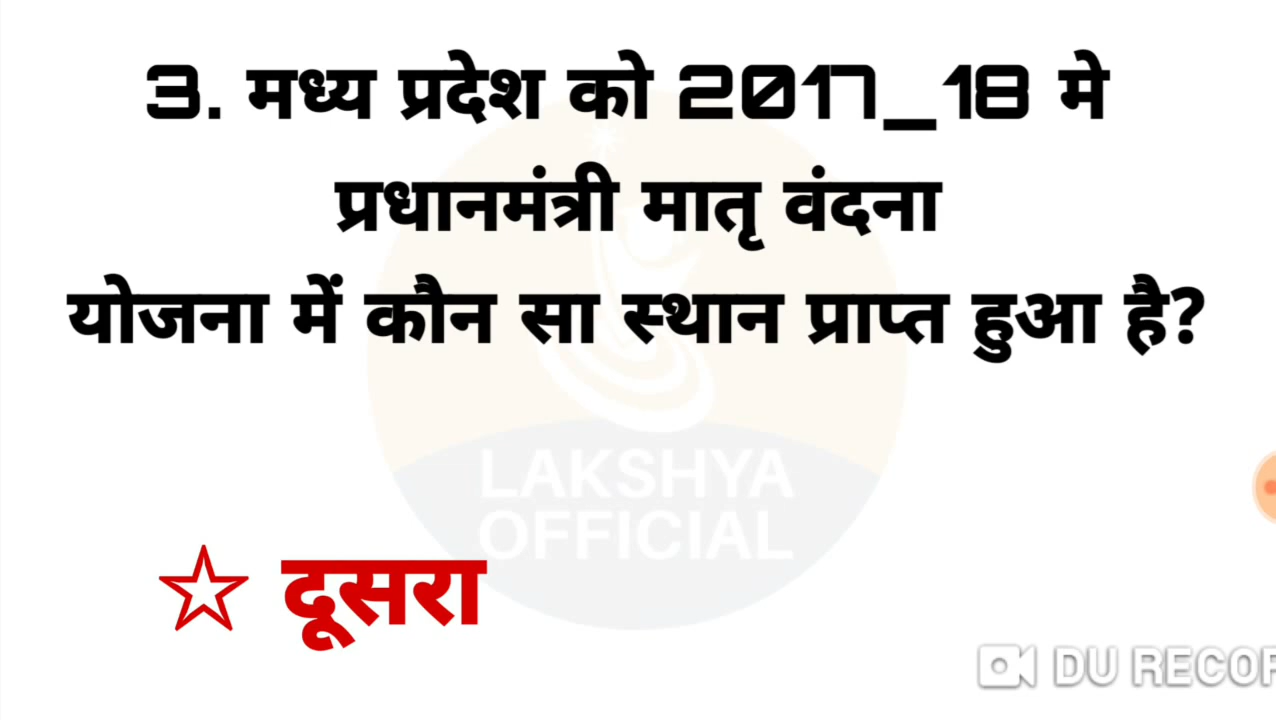 3. मध्य प्रदेश को 2017_18 मे
प्रधानमंत्री मातृ वंदना
योजना में कौन सा स्थान प्राप्त हुआ है?
LAKSHYA
OFFICIAL
☆ दूसरा
DU RECOR